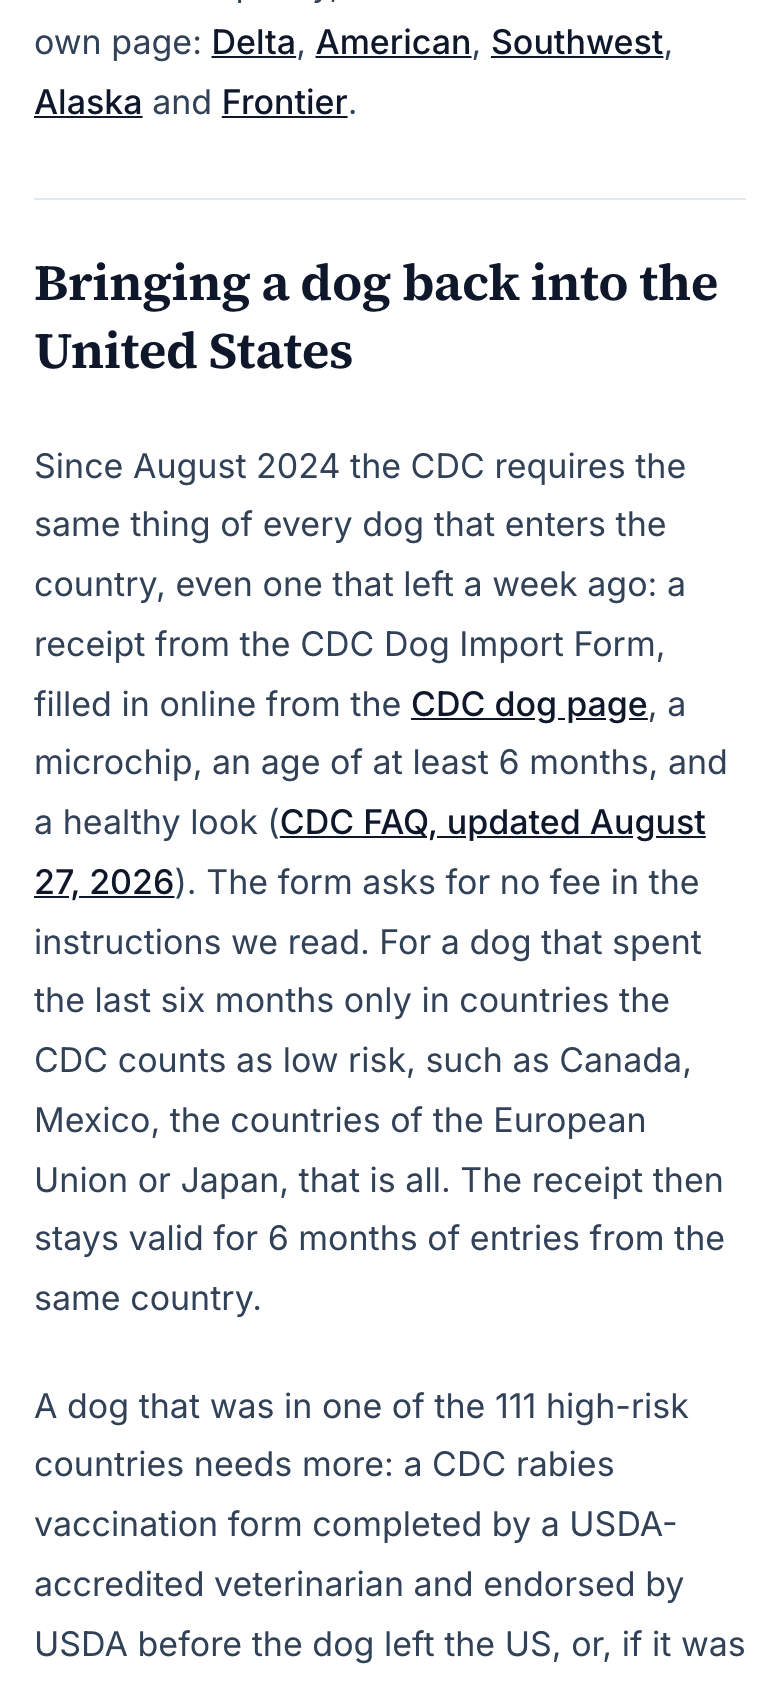 own page: Delta, American, Southwest,
Alaska and Frontier.
Bringing a dog back into the
United States
Since August 2024 the CDC requires the
same thing of every dog that enters the
country, even one that left a week ago: a
receipt from the CDC Dog Import Form,
filled in online from the CDC dog page, a
microchip, an age of at least 6 months, and
a healthy look (CDC FAQ, updated August
27, 2026). The form asks for no fee in the
instructions we read. For a dog that spent
the last six months only in countries the
CDC counts as low risk, such as Canada,
Mexico, the countries of the European
Union or Japan, that is all. The receipt then
stays valid for 6 months of entries from the
same country.
A dog that was in one of the 111 high-risk
countries needs more: a CDC rabies
vaccination form completed by a USDA-
accredited veterinarian and endorsed by
USDA before the dog left the US, or, if it was